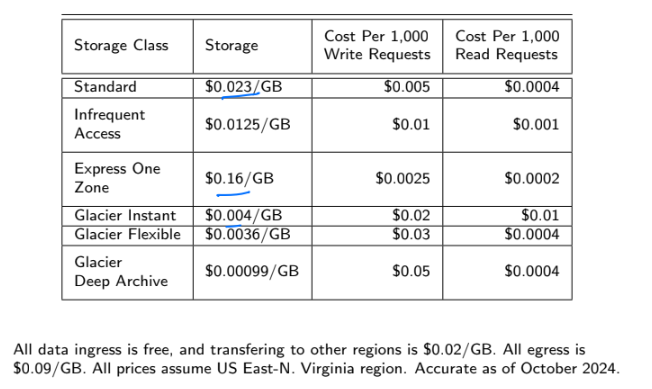 Storage Class Storage Cost Per 1,000 Write Requests Cost Per 1,000 Read Requests
Standard $0.023/GB $0.005 $0.0004
Infrequent Access $0.0125/GB $0.01 $0.001
Express One Zone $0.16/GB $0.0025 $0.0002
Glacier Instant $0.004/GB $0.02 $0.01
Glacier Flexible $0.0036/GB $0.03 $0.0004
Glacier Deep Archive $0.00099/GB $0.05 $0.0004
All data ingress is free, and transfering to other regions is $0.02/GB. All egress is
$0.09/GB. All prices assume US East-N. Virginia region. Accurate as of October 2024.